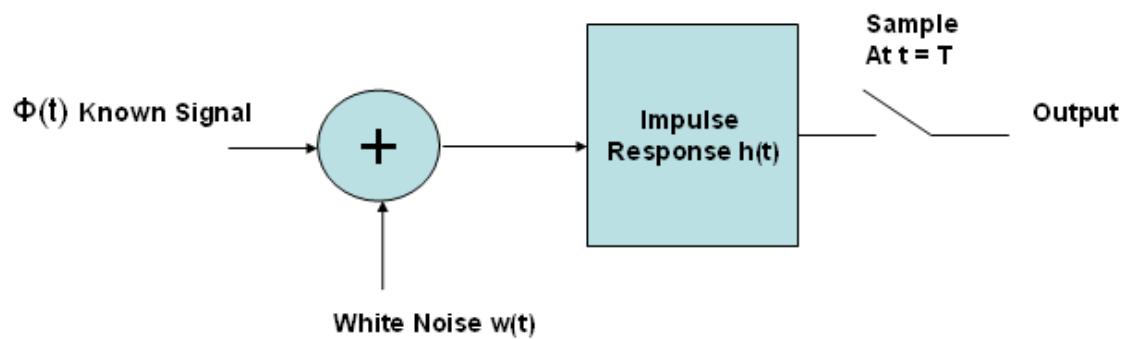 Φ(t) Known Signal
+
White Noise w(t)
Impulse
Response h(t)
Sample
At t = T
Output